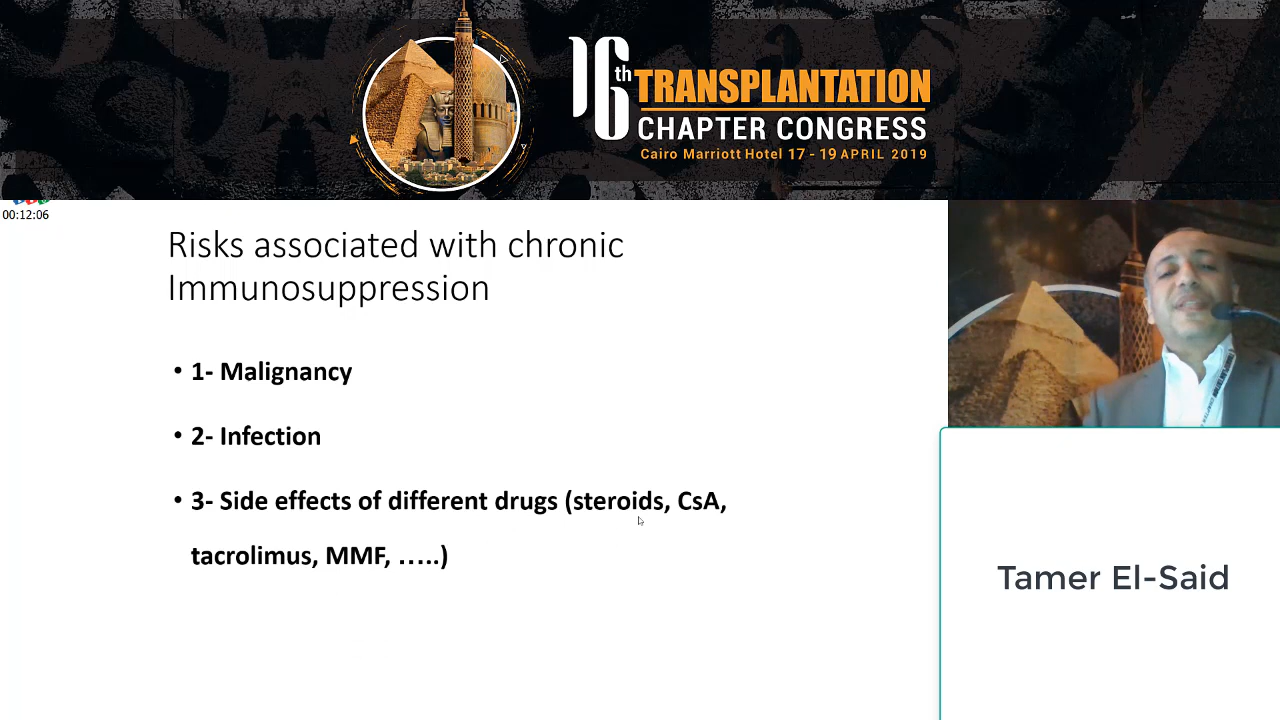 16th TRANSPLANTATION
CHAPTER CONGRESS
Cairo Marriott Hotel 17 - 19 APRIL 2019
00:12:06
Risks associated with chronic
Immunosuppression
• 1- Malignancy
• 2- Infection
• 3- Side effects of different drugs (steroids, CsA,
tacrolimus, MMF, …..)
Tamer El-Said